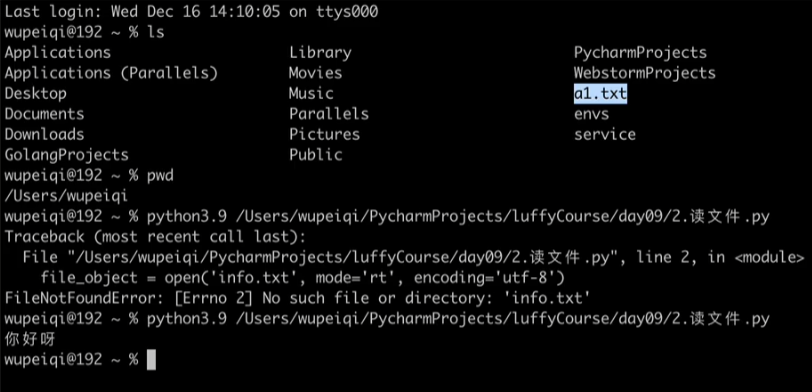 Last login: Wed Dec 16 14:10:05 on ttys000
wupeiqi@192 ~ % ls
Applications Library PycharmProjects
Applications (Parallels) Movies WebstormProjects
Desktop Music a1.txt
Documents Parallels envs
Downloads Pictures service
GolangProjects Public
wupeiqi@192 ~ % pwd
/Users/wupeiqi
wupeiqi@192 ~ % python3.9 /Users/wupeiqi/PycharmProjects/luffyCourse/day09/2.读文件.py
Traceback (most recent call last):
  File "/Users/wupeiqi/PycharmProjects/luffyCourse/day09/2.读文件.py", line 2, in <module>
    file_object = open('info.txt', mode='rt', encoding='utf-8')
FileNotFoundError: [Errno 2] No such file or directory: 'info.txt'
wupeiqi@192 ~ % python3.9 /Users/wupeiqi/PycharmProjects/luffyCourse/day09/2.读文件.py
你好呀
wupeiqi@192 ~ %